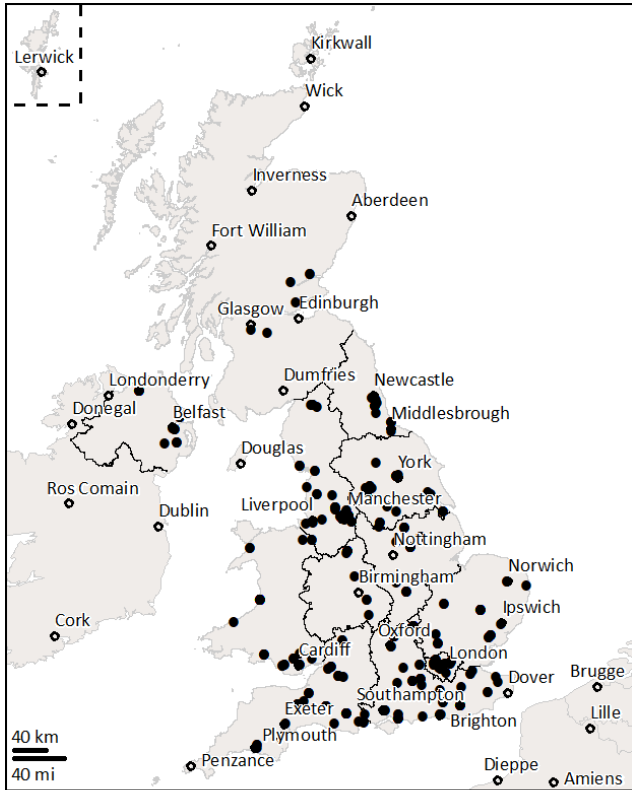 Kirkwall
Lerwick
Wick
Inverness
Aberdeen
Fort William
Glasgow
Edinburgh
Dumfries
Londonderry
Newcastle
Donegal
Belfast
Middlesbrough
Douglas
York
Ros Comain
Liverpool
Manchester
Dublin
Nottingham
Norwich
Birmingham
Ipswich
Cork
Oxford
Cardiff
London
Dover
Brugge
Southampton
Exeter
Brighton
Lille
Plymouth
40 km
40 mi
Penzance
Dieppe
Amiens